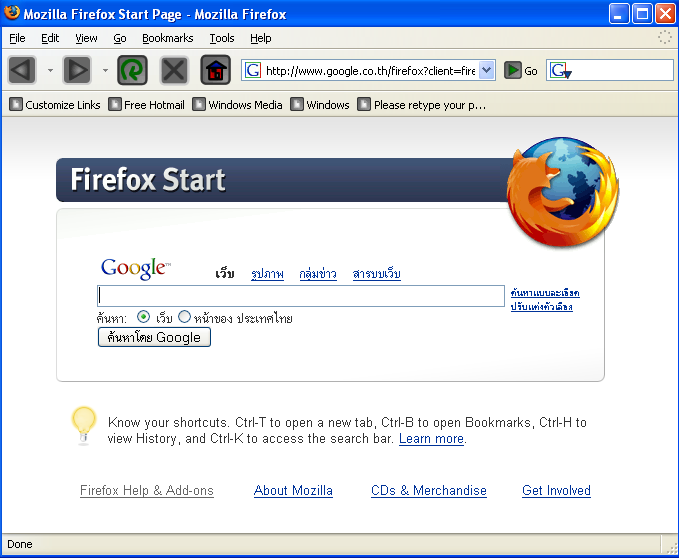 Mozilla Firefox Start Page - Mozilla Firefox
File Edit View Go Bookmarks Tools Help
http://www.google.co.th/firefox?client=fire
Go
G
Customize Links Free Hotmail Windows Media Windows Please retype your p...
Firefox Start
Google™ เว็บ รูปภาพ กลุ่มข่าว สารบบเว็บ
ค้นหาแบบละเอียด
ปรับแต่งตัวเลือง
ค้นหา: เว็บ หน้าของ ประเทศไทย
ค้นหาโดย Google
Know your shortcuts. Ctrl-T to open a new tab, Ctrl-B to open Bookmarks, Ctrl-H to
view History, and Ctrl-K to access the search bar. Learn more.
Firefox Help & Add-ons About Mozilla CDs & Merchandise Get Involved
Done